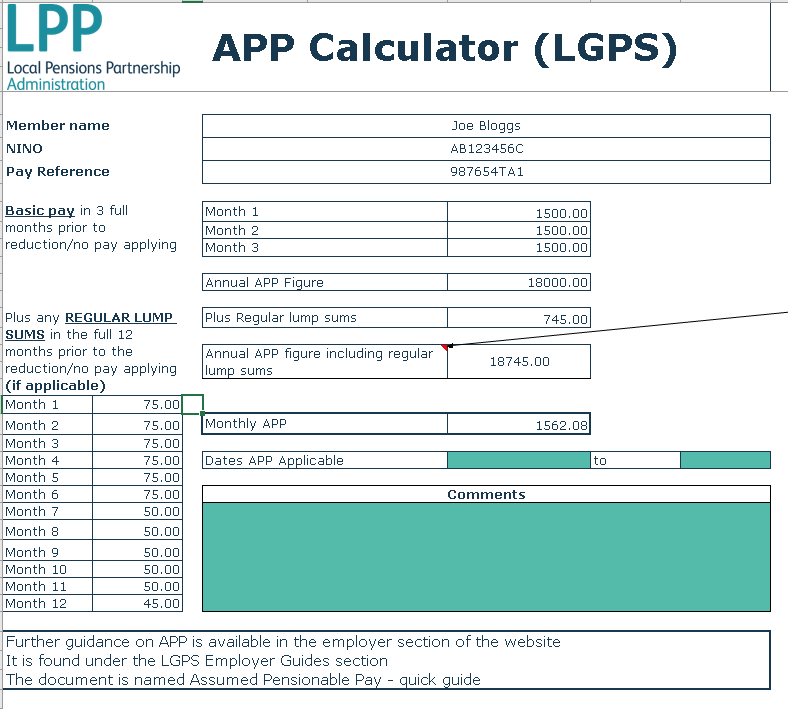 LPP
Local Pensions Partnership
Administration
APP Calculator (LGPS)
Member name Joe Bloggs
NINO AB123456C
Pay Reference 987654TA1
Basic pay in 3 full
months prior to
reduction/no pay applying
Month 1 1500.00
Month 2 1500.00
Month 3 1500.00
Annual APP Figure 18000.00
Plus any REGULAR LUMP
SUMS in the full 12
months prior to the
reduction/no pay applying
(if applicable)
Plus Regular lump sums 745.00
Annual APP figure including regular
lump sums 18745.00
Month 1 75.00
Month 2 75.00
Month 3 75.00
Month 4 75.00
Month 5 75.00
Month 6 75.00
Month 7 50.00
Month 8 50.00
Month 9 50.00
Month 10 50.00
Month 11 50.00
Month 12 45.00
Monthly APP 1562.08
Dates APP Applicable to
Comments
Further guidance on APP is available in the employer section of the website
It is found under the LGPS Employer Guides section
The document is named Assumed Pensionable Pay - quick guide